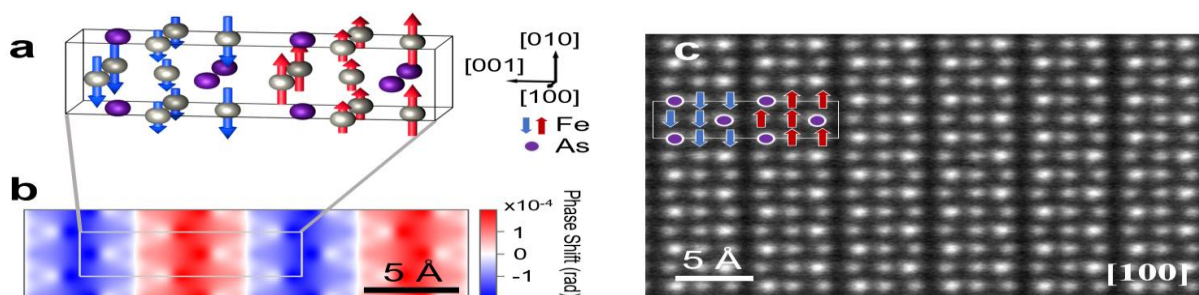 a
[010]
[001]
[100]
Fe
As
b
×10⁻⁴
1
0
-1
Phase Shift (rad)
5 Å
c
5 Å
[100]